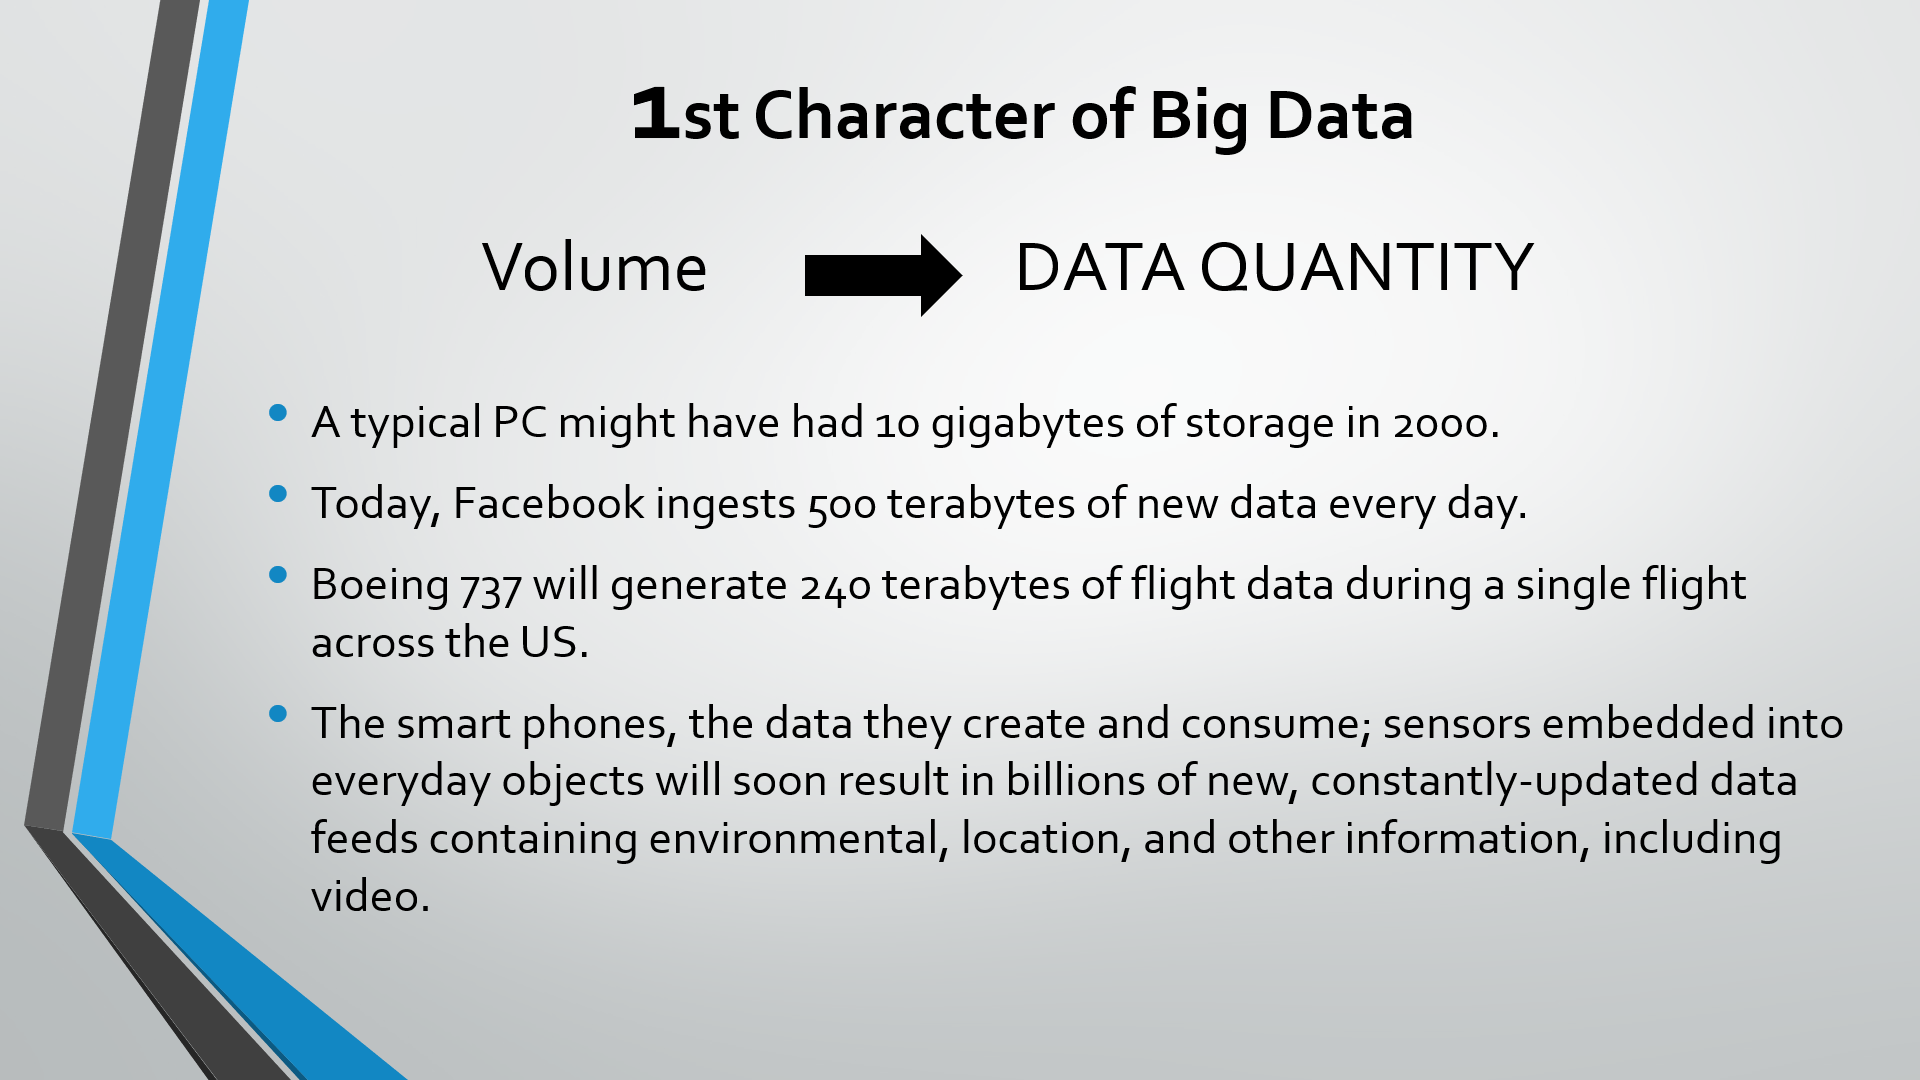 1st Character of Big Data
Volume DATA QUANTITY
• A typical PC might have had 10 gigabytes of storage in 2000.
• Today, Facebook ingests 500 terabytes of new data every day.
• Boeing 737 will generate 240 terabytes of flight data during a single flight
across the US.
• The smart phones, the data they create and consume; sensors embedded into
everyday objects will soon result in billions of new, constantly-updated data
feeds containing environmental, location, and other information, including
video.